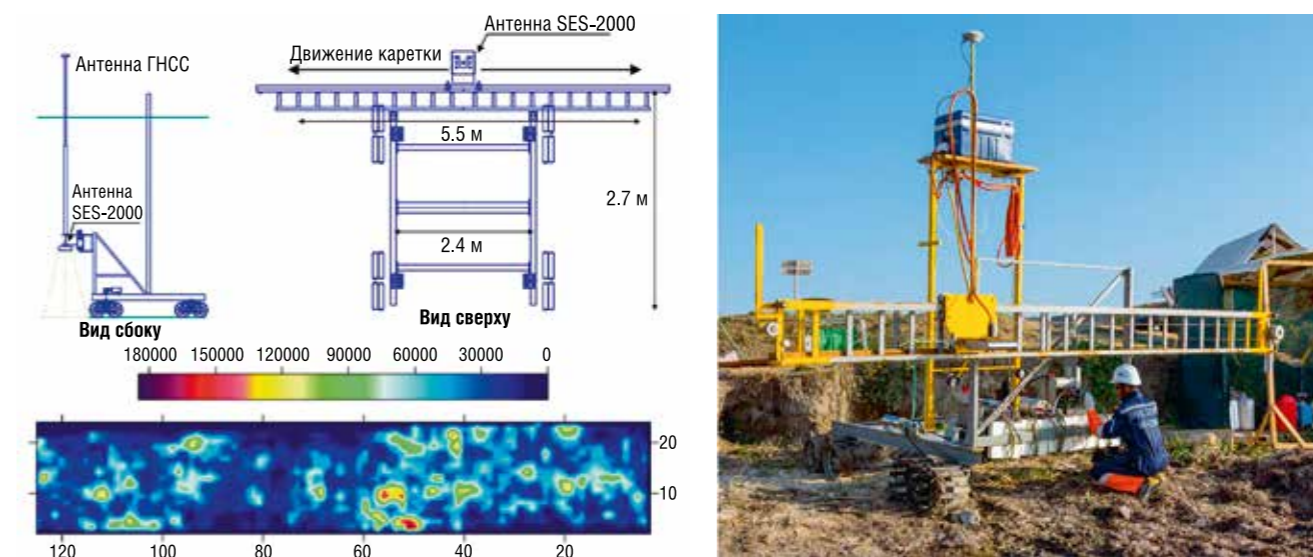 Антенна SES-2000
Антенна ГНСС
Движение каретки
5.5 м
Антенна
SES-2000
2.7 м
2.4 м
Вид сбоку
Вид сверху
180000 150000 120000 90000 60000 30000 0
20
10
120 100 80 60 40 20